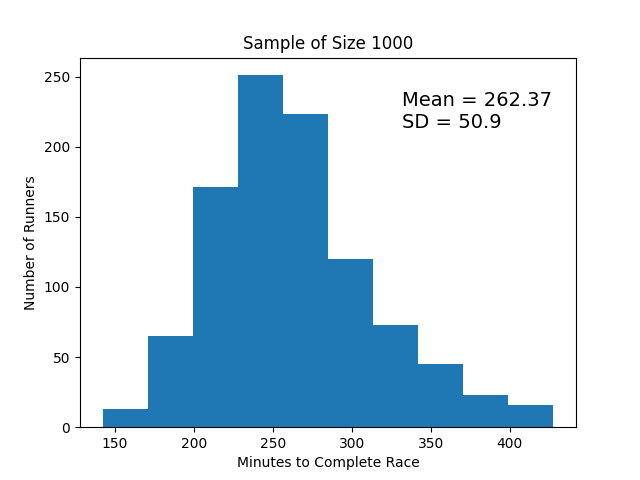 Sample of Size 1000
Mean = 262.37
SD = 50.9
Number of Runners
250
200
150
100
50
0
150 200 250 300 350 400
Minutes to Complete Race